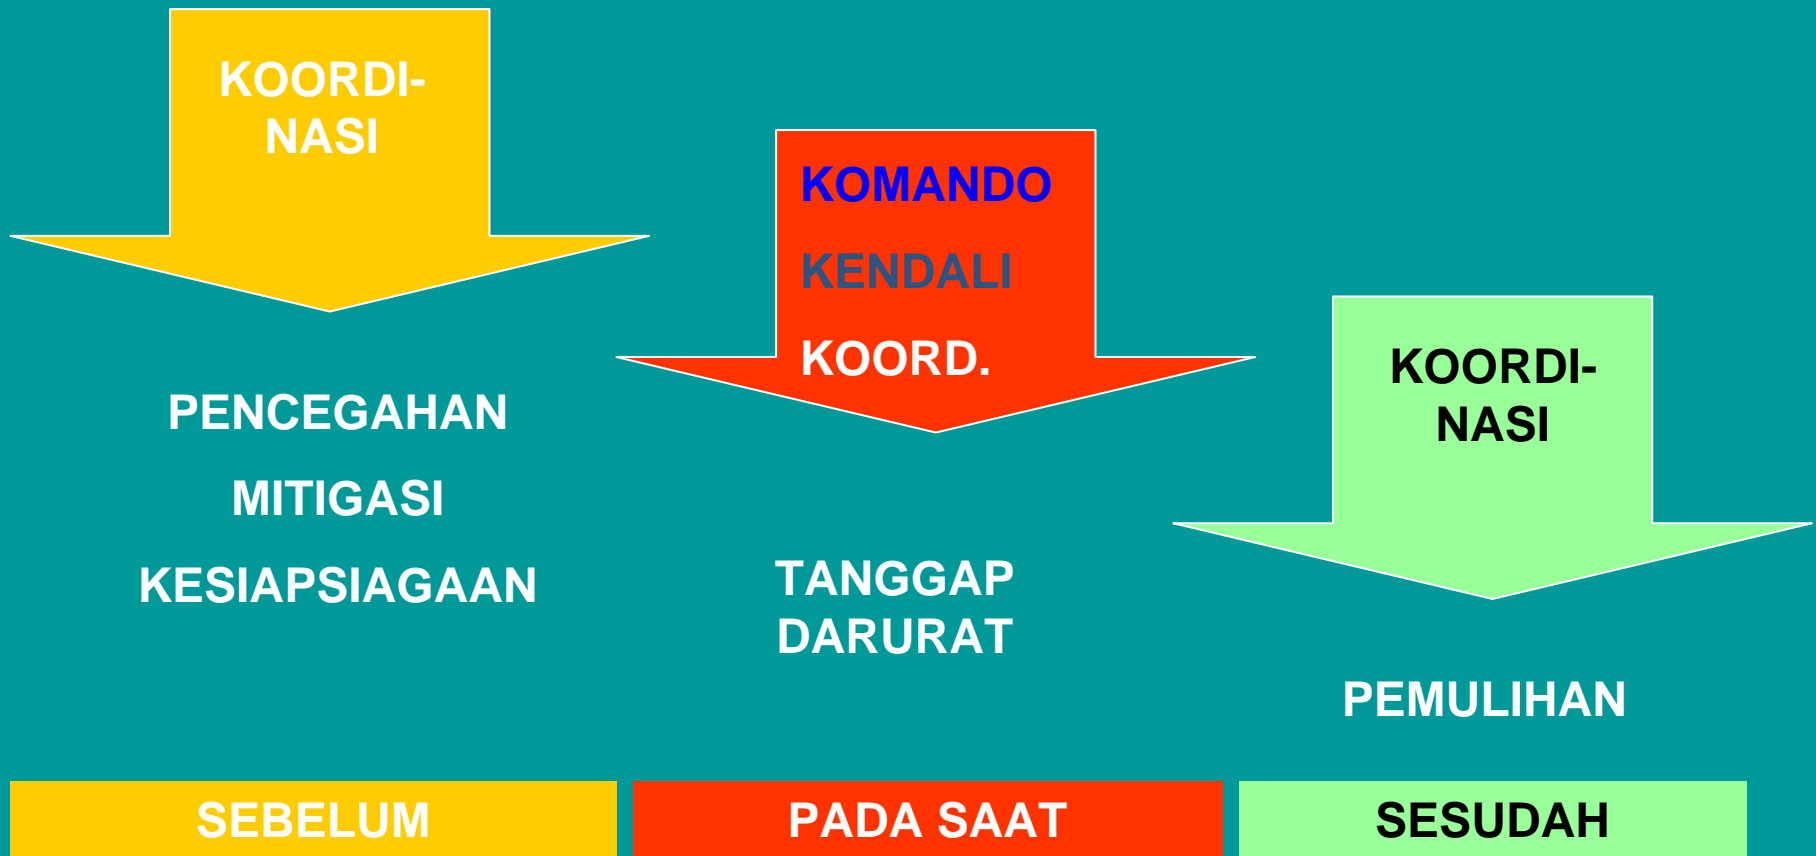 KOORDI-
NASI
PENCEGAHAN
MITIGASI
KESIAPSIAGAAN
SEBELUM
KOMANDO
KENDALI
KOORD.
TANGGAP
DARURAT
PADA SAAT
KOORDI-
NASI
PEMULIHAN
SESUDAH